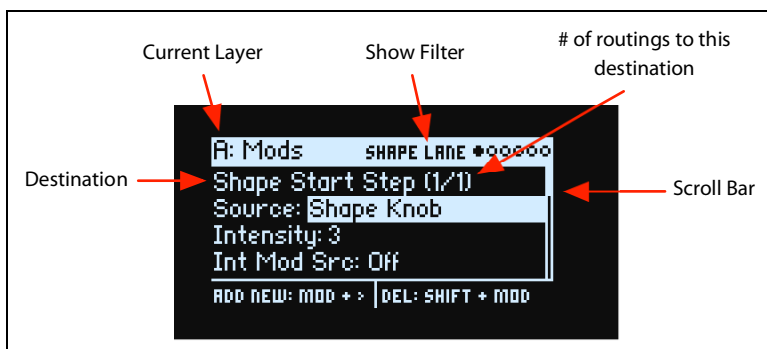 Current Layer
Show Filter
# of routings to this
destination
A: Mods SHAPE LANE
Destination
Shape Start Step (1/1)
Scroll Bar
Source: Shape Knob
Intensity: 3
Int Mod Src: Off
ADD NEW: MOD + > DEL: SHIFT + MOD